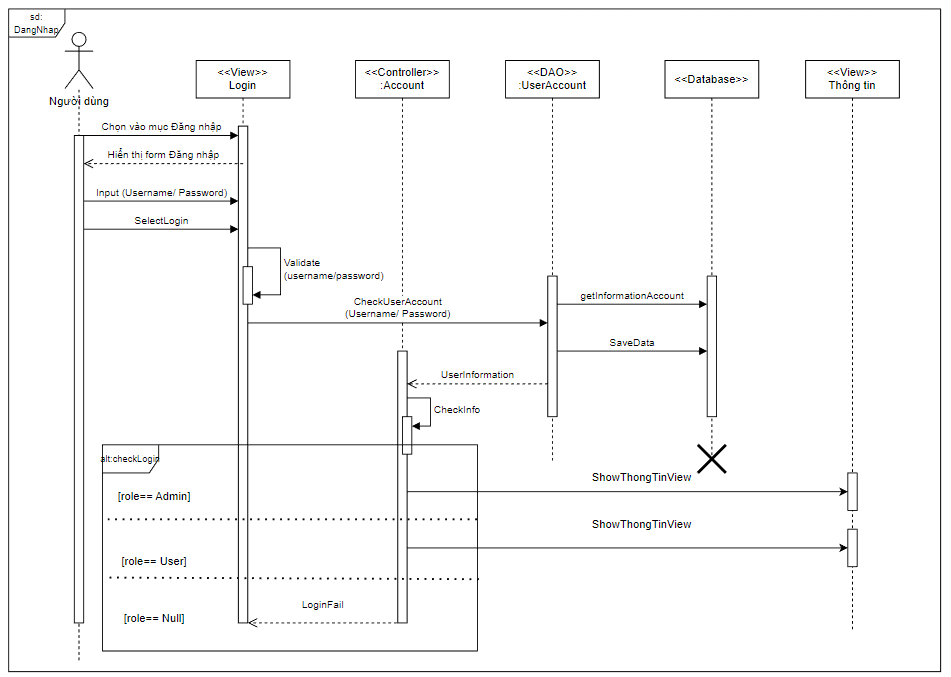 sd:
DangNhap
Người dùng
<<View>>
Login
<<Controller>>
:Account
<<DAO>>
:UserAccount
<<Database>>
<<View>>
Thông tin
Chọn vào mục Đăng nhập
Hiển thị form Đăng nhập
Input (Username/ Password)
SelectLogin
Validate
(username/password)
CheckUserAccount
(Username/ Password)
getInformationAccount
SaveData
UserInformation
CheckInfo
alt:checkLogin
ShowThongTinView
[role== Admin]
ShowThongTinView
[role== User]
LoginFail
[role== Null]